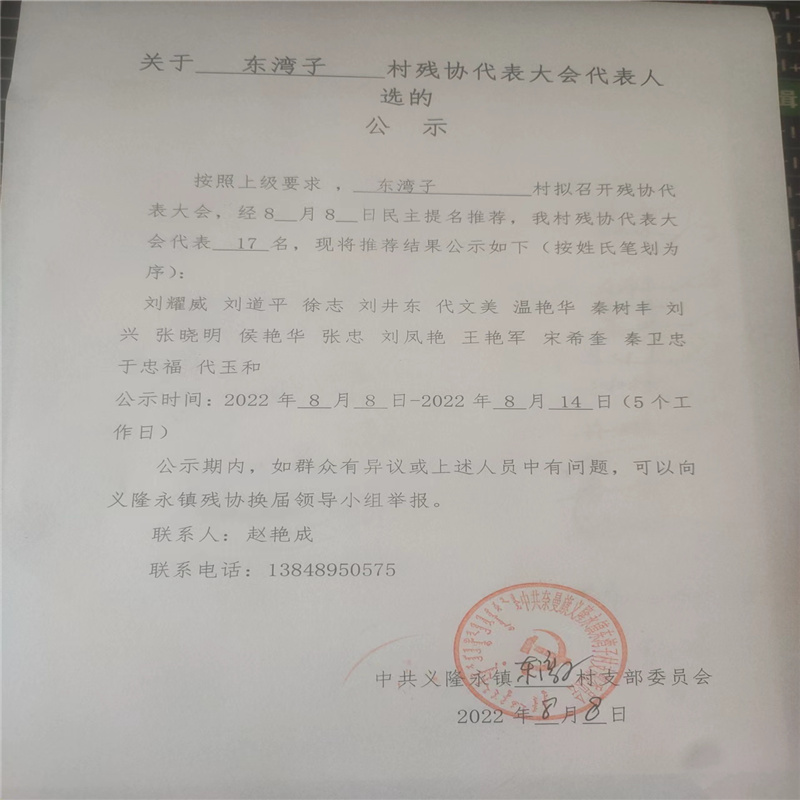 关于 东湾子 村残协代表大会代表人
选的
公 示
按照上级要求，东湾子 村拟召开残协代
表大会，经8 月8 日民主提名推荐，我村残协代表大
会代表 17 名，现将推荐结果公示如下（按姓氏笔划为
序）：
刘耀威 刘道平 徐志 刘井东 代文美 温艳华 秦树丰 刘
兴 张晓明 侯艳华 张忠 刘凤艳 王艳军 宋希奎 秦卫忠
于忠福 代玉和
公示时间：2022 年 8 月 8 日-2022 年 8 月 14 日（5 个工
作日）
公示期内，如群众有异议或上述人员中有问题，可以向
义隆永镇残协换届领导小组举报。
联系人：赵艳成
联系电话：13848950575
中共义隆永镇 东湾子 村支部委员会
2022 年 8 月 8 日